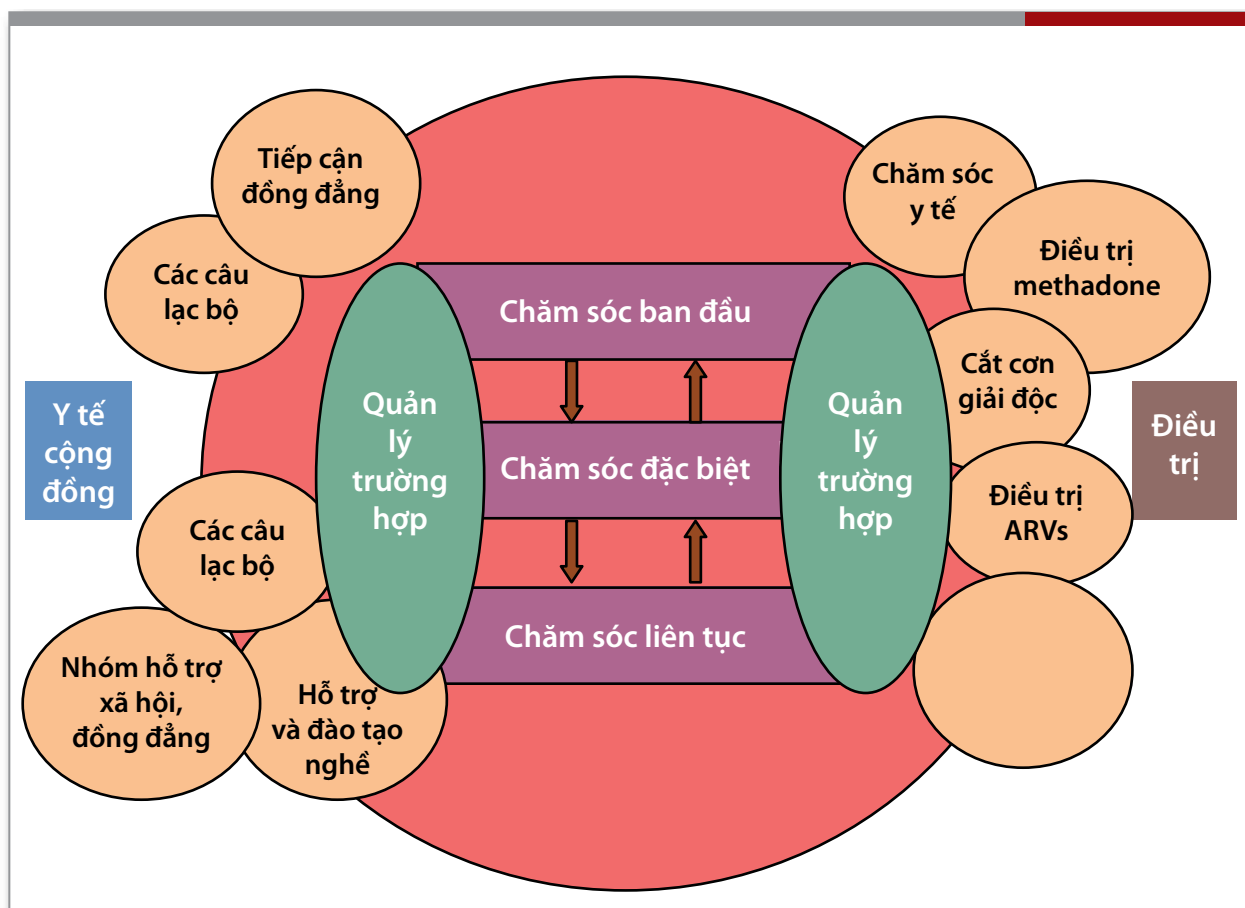 Tiếp cận
đồng đẳng
Các câu
lạc bộ
Y tế
cộng
đồng
Các câu
lạc bộ
Nhóm hỗ trợ
xã hội,
đồng đẳng
Hỗ trợ
và đào tạo
nghề
Quản
lý
trường
hợp
Chăm sóc ban đầu
Chăm sóc đặc biệt
Chăm sóc liên tục
Quản
lý
trường
hợp
Chăm sóc
y tế
Điều trị
methadone
Cắt cơn
giải độc
Điều trị
ARVs
Điều
trị